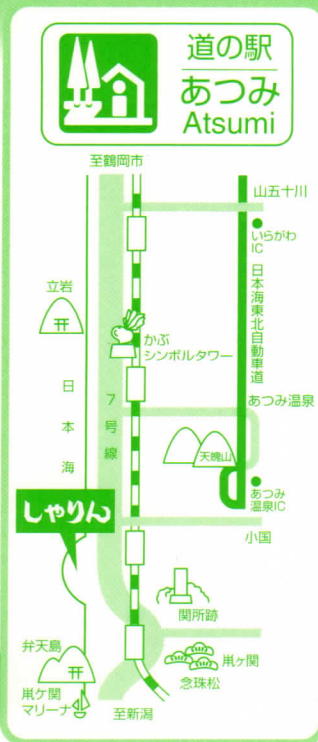 道の駅
あつみ
Atsumi
至鶴岡市
山五十川
いらがわ
IC
日本海東北自動車道
立岩
かぶ
シンボルタワー
日本海
7号線
あつみ温泉
天魄山
あつみ
温泉IC
しゃりん
小国
関所跡
弁天島
鼠ケ関
念珠松
鼠ケ関
マリーナ
至新潟